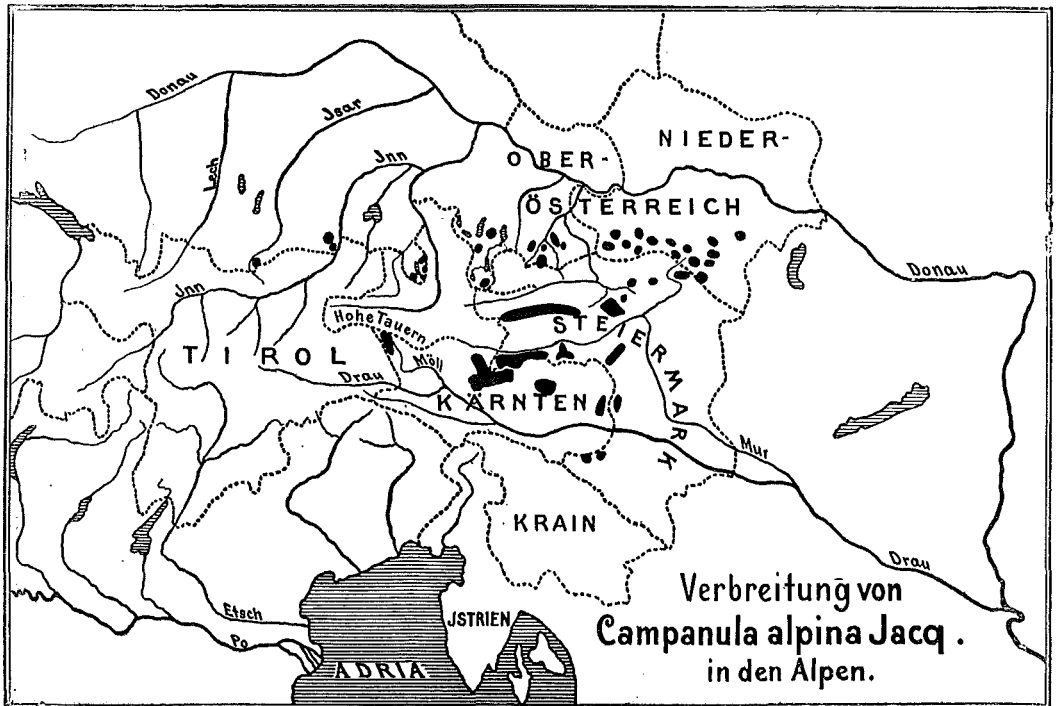 Donau
Jsar
Lech
Jnn
OBER-
NIEDER-
ÖSTERREICH
Donau
Jnn
Hohe Tauern
STEIERMARK
TIROL
Möll
Drau
KÄRNTEN
Mur
KRAIN
Drau
Etsch
Po
JSTRIEN
ADRIA
Verbreitung von
Campanula alpina Jacq.
in den Alpen.